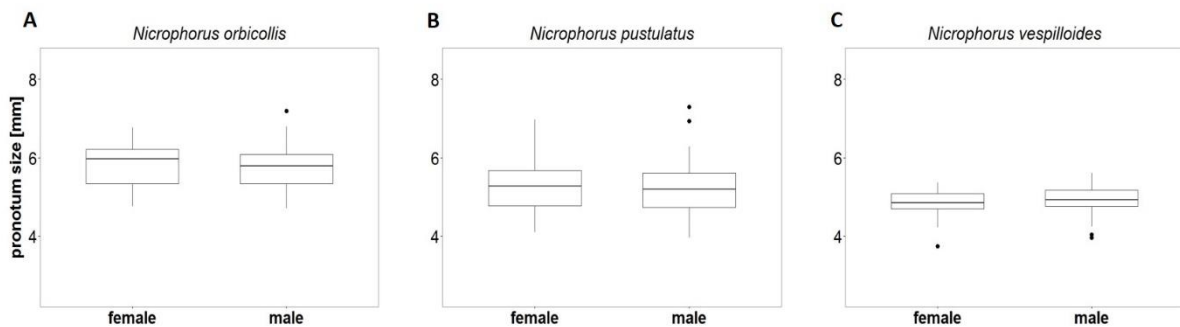 A
Nicrophorus orbicollis
pronotum size [mm]
8
6
4
female male
B
Nicrophorus pustulatus
8
6
4
female male
C
Nicrophorus vespilloides
8
6
4
female male